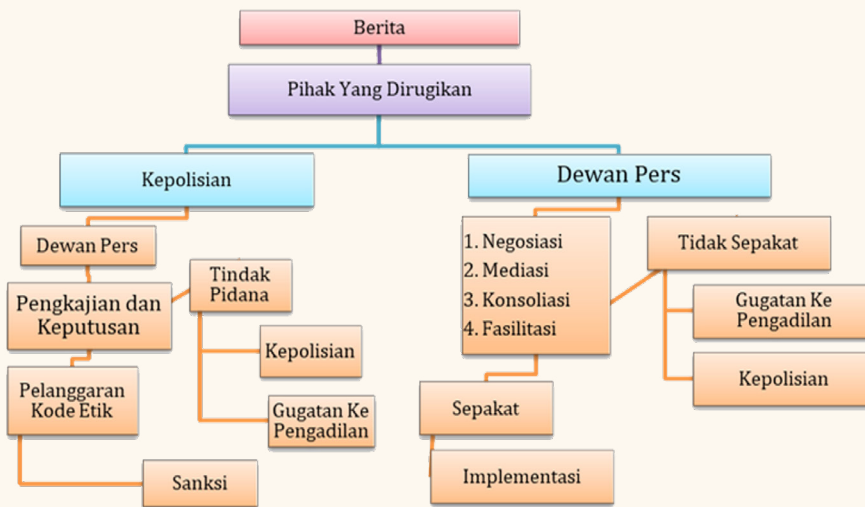 Berita
Pihak Yang Dirugikan
Kepolisian
Dewan Pers
Dewan Pers
Pengkajian dan
Keputusan
Pelanggaran
Kode Etik
Sanksi
Tindak
Pidana
Kepolisian
Gugatan Ke
Pengadilan
1. Negosiasi
2. Mediasi
3. Konsoliasi
4. Fasilitasi
Sepakat
Implementasi
Tidak Sepakat
Gugatan Ke
Pengadilan
Kepolisian